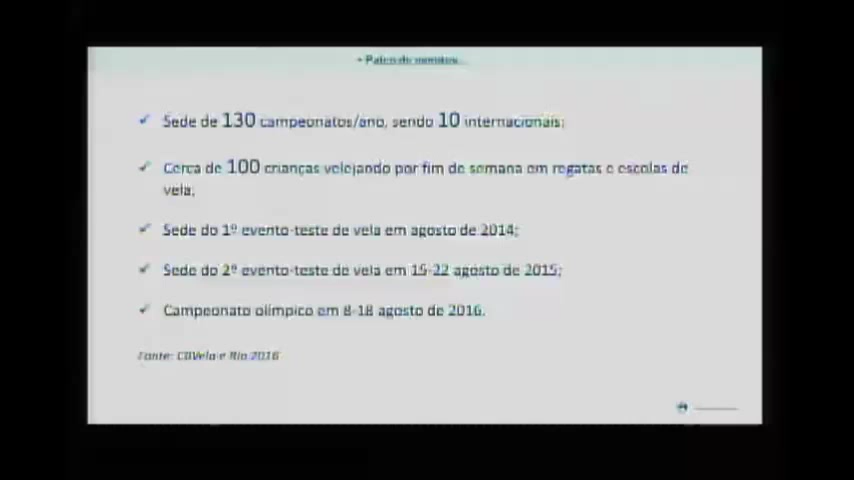 • Palco de eventos...
Sede de 130 campeonatos/ano, sendo 10 internacionais;
Cerca de 100 crianças velejando por fim de semana em regatas e escolas de
vela;
Sede do 1º evento-teste de vela em agosto de 2014;
Sede do 2º evento-teste de vela em 15-22 agosto de 2015;
Campeonato olímpico em 8-18 agosto de 2016.
Fonte: CBVela e Rio 2016